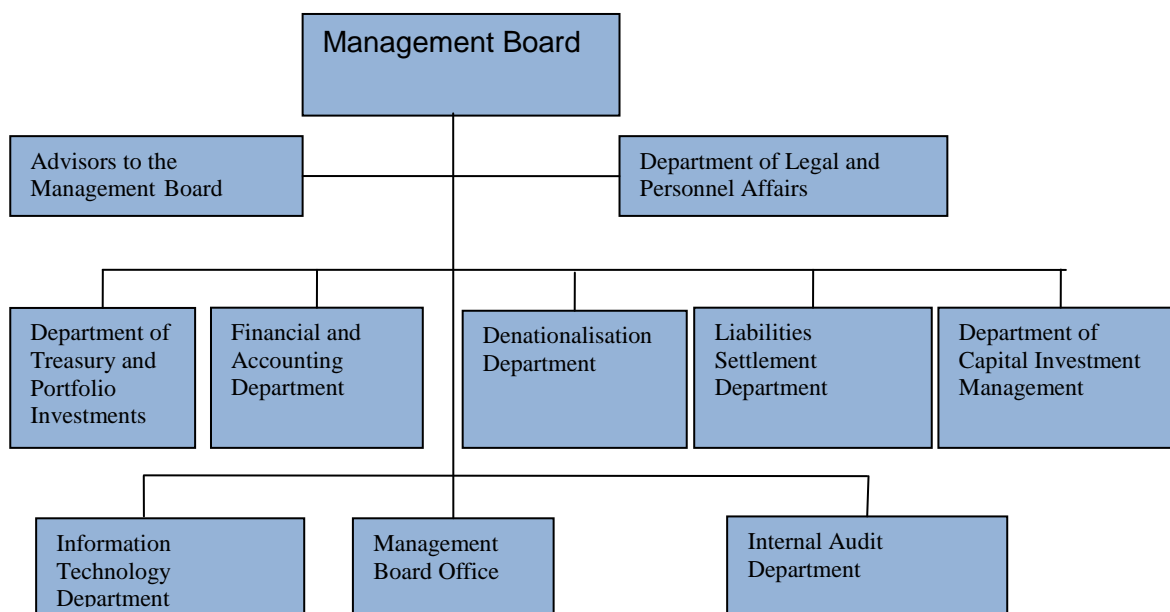 Management Board
Advisors to the
Management Board
Department of Legal and
Personnel Affairs
Department of
Treasury and
Portfolio
Investments
Financial and
Accounting
Department
Denationalisation
Department
Liabilities
Settlement
Department
Department of
Capital Investment
Management
Information
Technology
Department
Management
Board Office
Internal Audit
Department